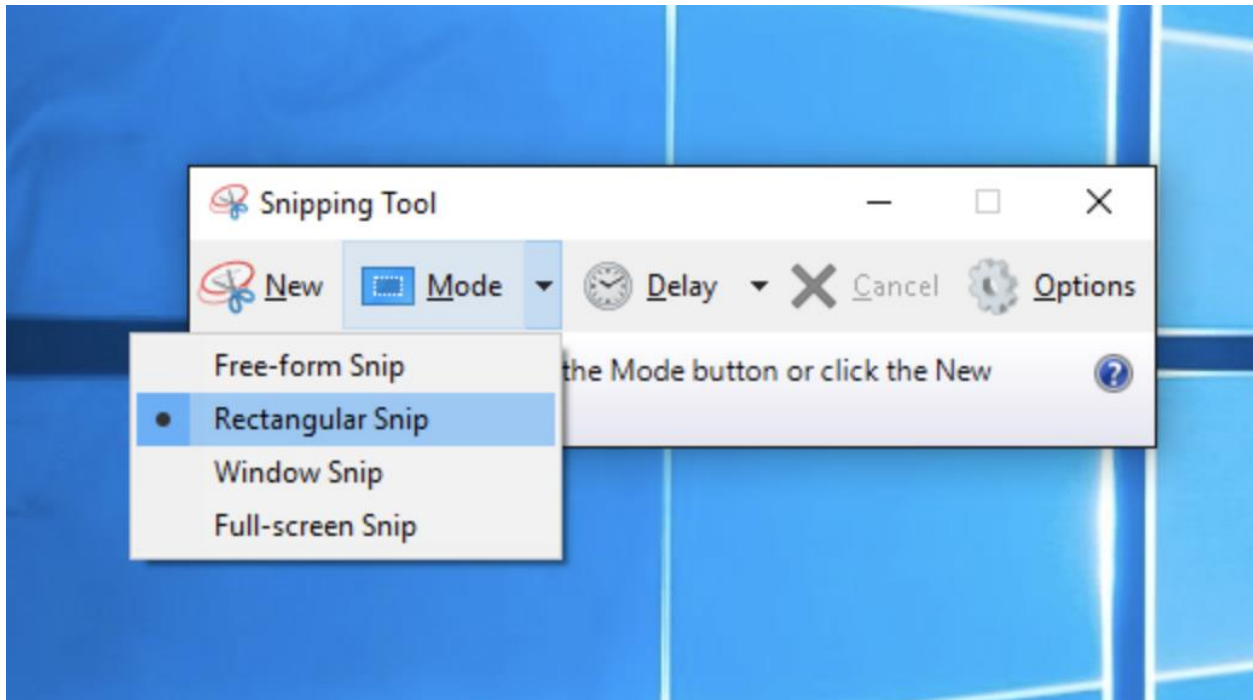 Snipping Tool
New Mode Delay Cancel Options
the Mode button or click the New
Free-form Snip
Rectangular Snip
Window Snip
Full-screen Snip